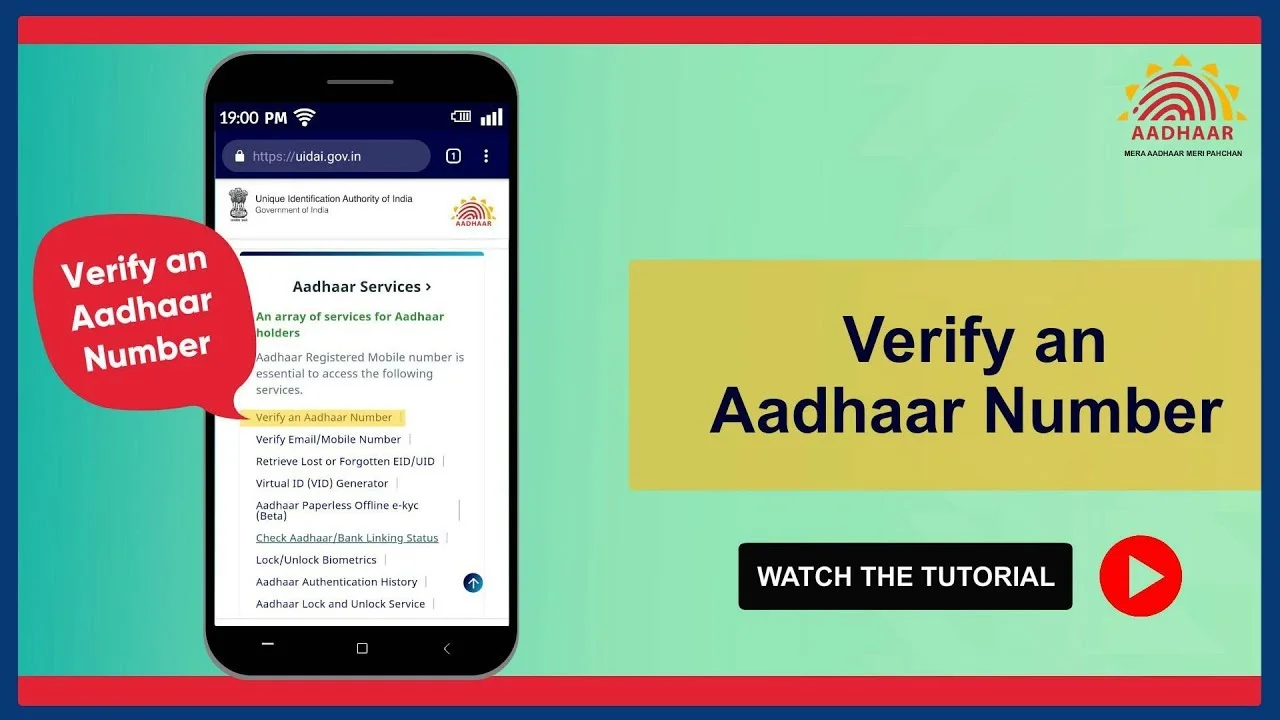 19:00 PM
https://uidai.gov.in
1
Unique Identification Authority of India
Government of India
AADHAAR
Verify an
Aadhaar
Number
Aadhaar Services ›
An array of services for Aadhaar
holders
Aadhaar Registered Mobile number is
essential to access the following
services.
Verify an Aadhaar Number
Verify Email/Mobile Number
Retrieve Lost or Forgotten EID/UID
Virtual ID (VID) Generator
Aadhaar Paperless Offline e-kyc
(Beta)
Check Aadhaar/Bank Linking Status
Lock/Unlock Biometrics
Aadhaar Authentication History
Aadhaar Lock and Unlock Service
AADHAAR
MERA AADHAAR MERI PAHCHAN
Verify an
Aadhaar Number
WATCH THE TUTORIAL